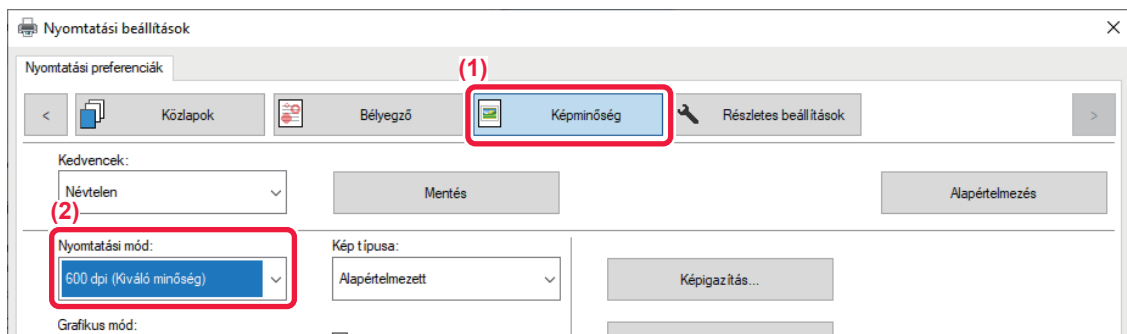 Nyomtatási beállítások
Nyomtatási preferenciák
(1)
< Közlapok Bélyegző Képminőség Részletes beállítások >
Kedvencek:
Névtelen Mentés Alapértelmezés
(2)
Nyomtatási mód: Kép típusa:
600 dpi (Kiváló minőség) Alapértelmezett Képigazítás...
Grafikus mód: